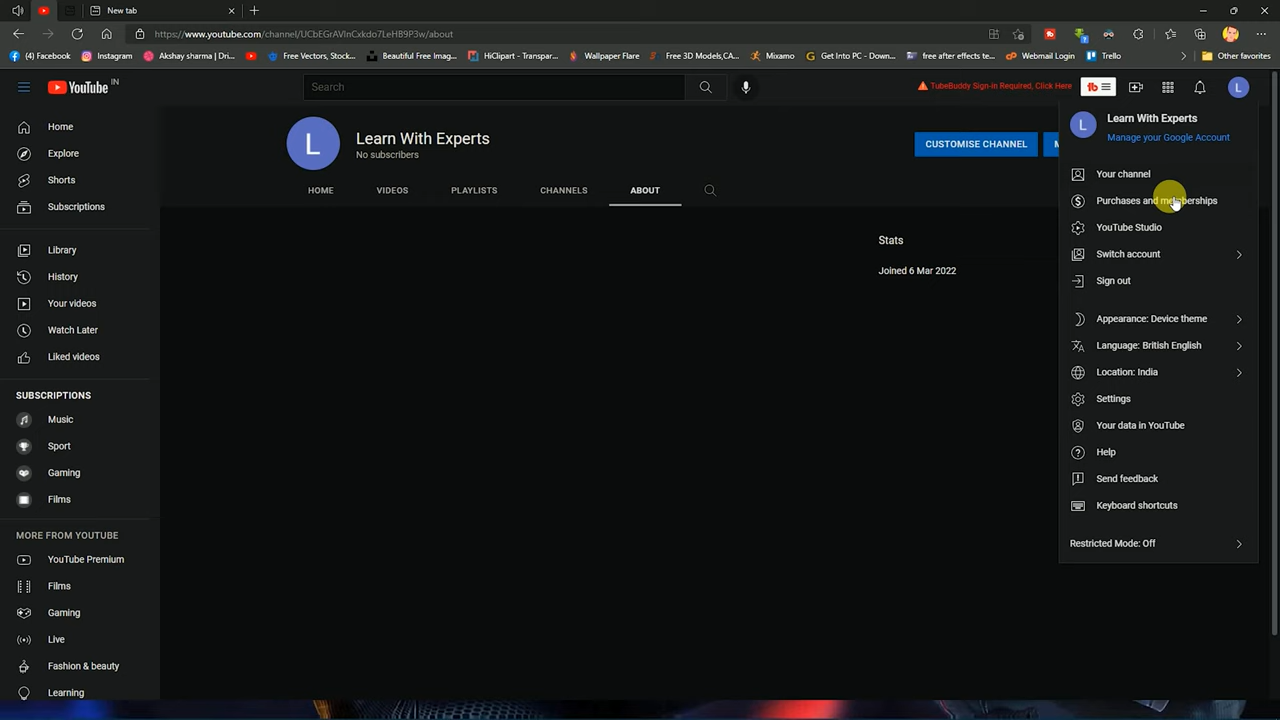 New tab
https://www.youtube.com/channel/UCbEGrAVlnCxkdo7LeHB9P3w/about
(4) Facebook
Instagram
Akshay sharma | Dri...
Free Vectors, Stock...
Beautiful Free Imag...
HiClipart - Transpar...
Wallpaper Flare
Free 3D Models,CA...
Mixamo
Get Into PC - Down...
free after effects te...
Webmail Login
Trello
Other favorites
YouTube IN
Search
TubeBuddy Sign-In Required, Click Here
tb
L
Home
Explore
Shorts
Subscriptions
Library
History
Your videos
Watch Later
Liked videos
SUBSCRIPTIONS
Music
Sport
Gaming
Films
MORE FROM YOUTUBE
YouTube Premium
Films
Gaming
Live
Fashion & beauty
Learning
L
Learn With Experts
No subscribers
CUSTOMISE CHANNEL
M
HOME
VIDEOS
PLAYLISTS
CHANNELS
ABOUT
Stats
Joined 6 Mar 2022
L
Learn With Experts
Manage your Google Account
Your channel
Purchases and memberships
YouTube Studio
Switch account
Sign out
Appearance: Device theme
Language: British English
Location: India
Settings
Your data in YouTube
Help
Send feedback
Keyboard shortcuts
Restricted Mode: Off